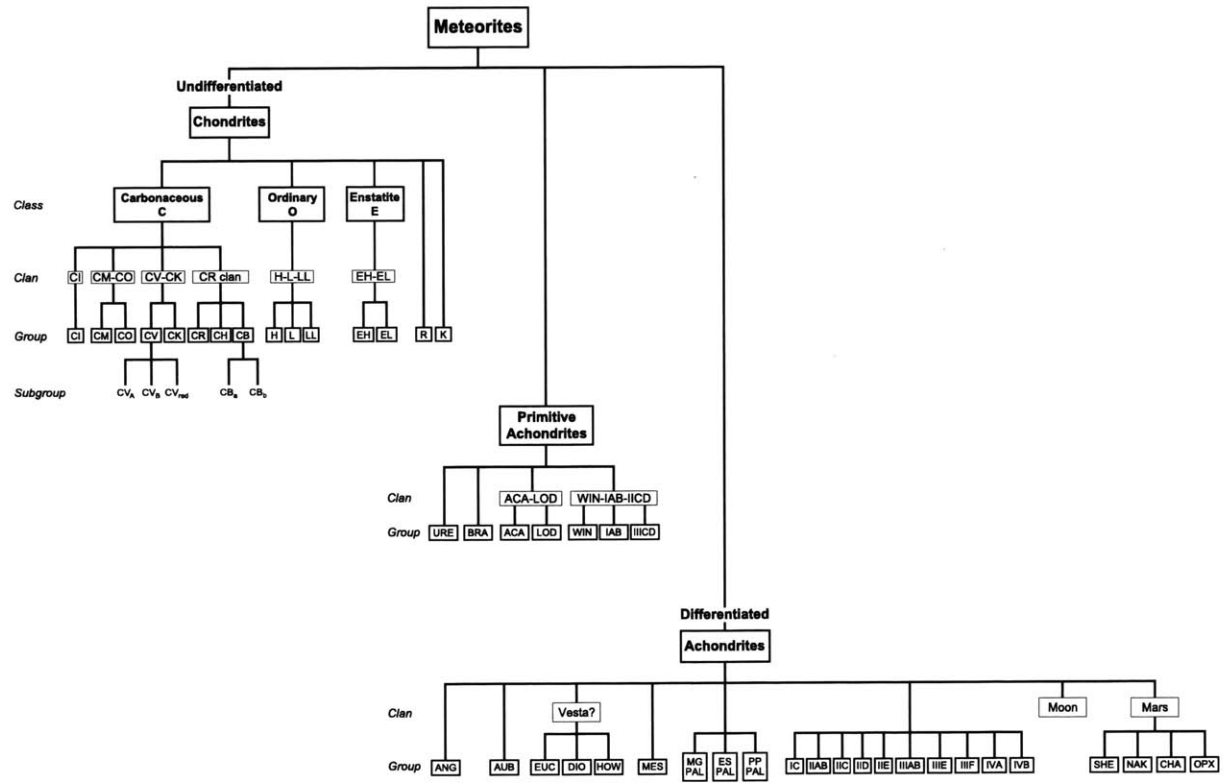 Meteorites
Undifferentiated
Chondrites
Class
Carbonaceous
C
Ordinary
O
Enstatite
E
Clan
CI CM-CO CV-CK CR clan H-L-LL EH-EL
Group
CI CM CO CV CK CR CH CB H L LL EH EL R K
Subgroup
CVA CVB CVred CBa CBb
Primitive
Achondrites
Clan
ACA-LOD WIN-IAB-IICD
Group
URE BRA ACA LOD WIN IAB IIICD
Differentiated
Achondrites
Clan
Vesta? Moon Mars
Group
ANG AUB EUC DIO HOW MES
MG
PAL
ES
PAL
PP
PAL
IC IIAB IIC IID IIE IIIAB IIIE IIIF IVA IVB
SHE NAK CHA OPX